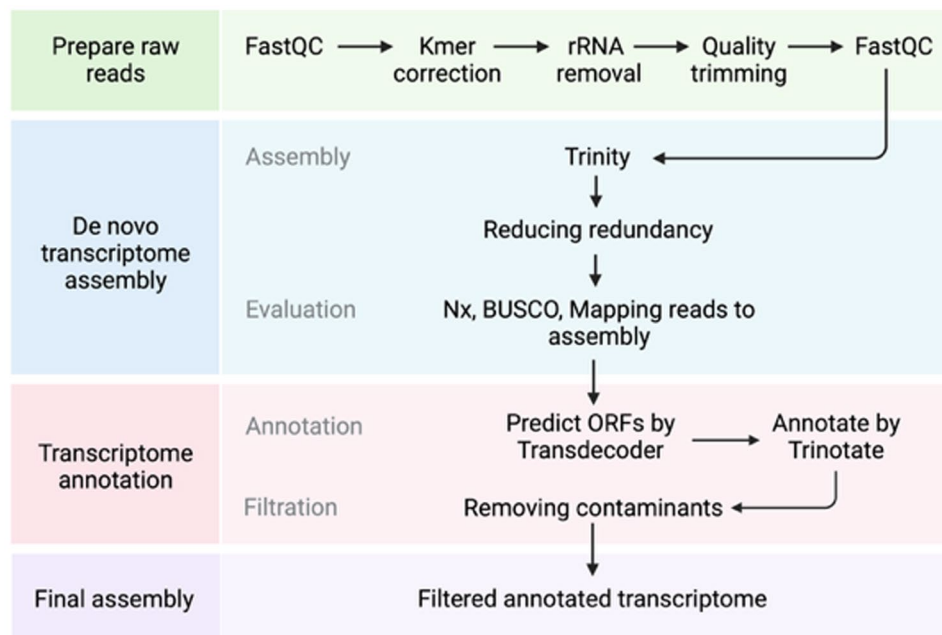 Prepare raw
reads
FastQC
Kmer
correction
rRNA
removal
Quality
trimming
FastQC
De novo
transcriptome
assembly
Assembly
Trinity
Reducing redundancy
Evaluation
Nx, BUSCO, Mapping reads to
assembly
Transcriptome
annotation
Annotation
Predict ORFs by
Transdecoder
Annotate by
Trinotate
Filtration
Removing contaminants
Final assembly
Filtered annotated transcriptome